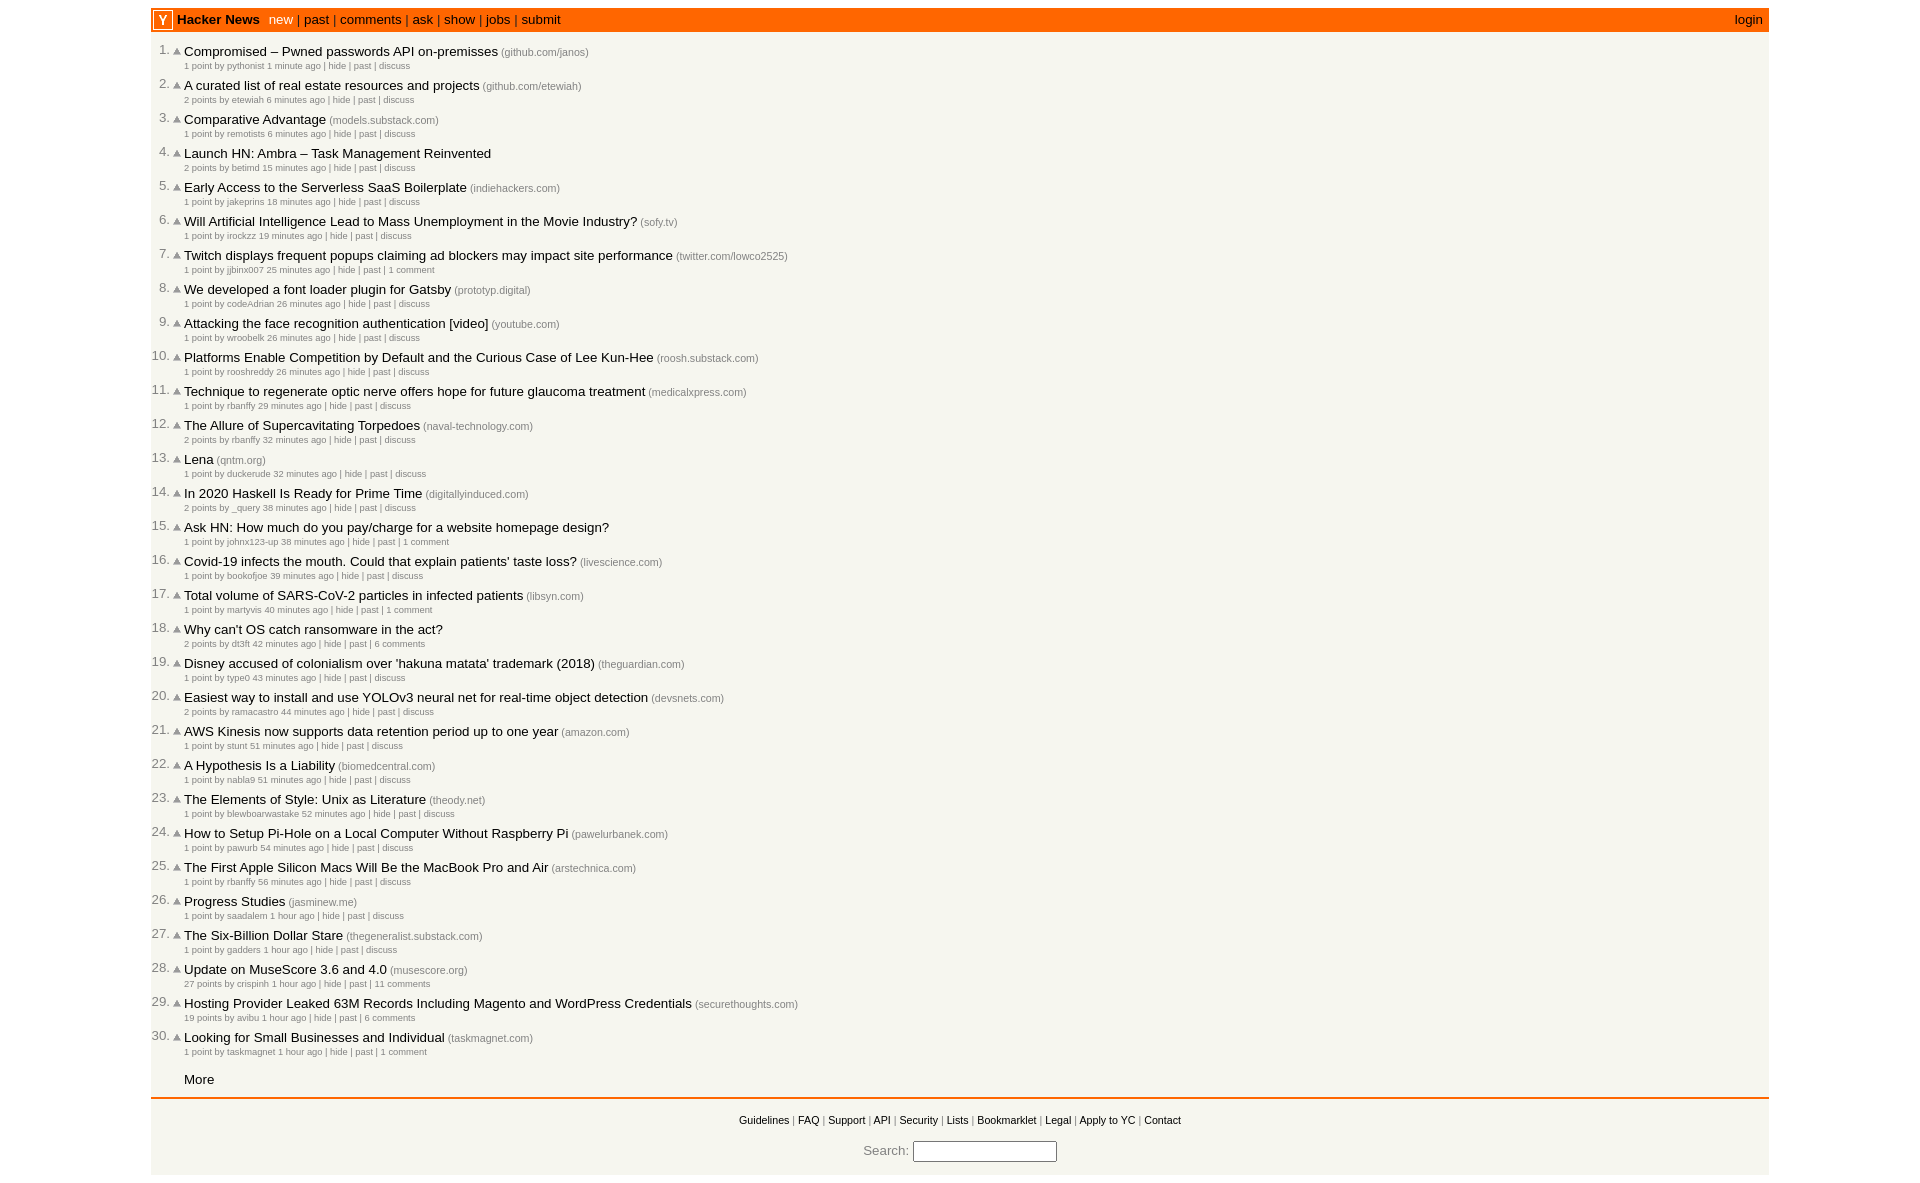 Y Hacker News new | past | comments | ask | show | jobs | submit login
1. Compromised – Pwned passwords API on-premisses (github.com/janos)
1 point by pythonist 1 minute ago | hide | past | discuss
2. A curated list of real estate resources and projects (github.com/etewiah)
2 points by etewiah 6 minutes ago | hide | past | discuss
3. Comparative Advantage (models.substack.com)
1 point by remotists 6 minutes ago | hide | past | discuss
4. Launch HN: Ambra – Task Management Reinvented
2 points by betimd 15 minutes ago | hide | past | discuss
5. Early Access to the Serverless SaaS Boilerplate (indiehackers.com)
1 point by jakeprins 18 minutes ago | hide | past | discuss
6. Will Artificial Intelligence Lead to Mass Unemployment in the Movie Industry? (sofy.tv)
1 point by irockzz 19 minutes ago | hide | past | discuss
7. Twitch displays frequent popups claiming ad blockers may impact site performance (twitter.com/lowco2525)
1 point by jjbinx007 25 minutes ago | hide | past | 1 comment
8. We developed a font loader plugin for Gatsby (prototyp.digital)
1 point by codeAdrian 26 minutes ago | hide | past | discuss
9. Attacking the face recognition authentication [video] (youtube.com)
1 point by wroobelk 26 minutes ago | hide | past | discuss
10. Platforms Enable Competition by Default and the Curious Case of Lee Kun-Hee (roosh.substack.com)
1 point by rooshreddy 26 minutes ago | hide | past | discuss
11. Technique to regenerate optic nerve offers hope for future glaucoma treatment (medicalxpress.com)
1 point by rbanffy 29 minutes ago | hide | past | discuss
12. The Allure of Supercavitating Torpedoes (naval-technology.com)
2 points by rbanffy 32 minutes ago | hide | past | discuss
13. Lena (qntm.org)
1 point by duckerude 32 minutes ago | hide | past | discuss
14. In 2020 Haskell Is Ready for Prime Time (digitallyinduced.com)
2 points by _query 38 minutes ago | hide | past | discuss
15. Ask HN: How much do you pay/charge for a website homepage design?
1 point by johnx123-up 38 minutes ago | hide | past | 1 comment
16. Covid-19 infects the mouth. Could that explain patients' taste loss? (livescience.com)
1 point by bookofjoe 39 minutes ago | hide | past | discuss
17. Total volume of SARS-CoV-2 particles in infected patients (libsyn.com)
1 point by martyvis 40 minutes ago | hide | past | 1 comment
18. Why can't OS catch ransomware in the act?
2 points by dt3ft 42 minutes ago | hide | past | 6 comments
19. Disney accused of colonialism over 'hakuna matata' trademark (2018) (theguardian.com)
1 point by type0 43 minutes ago | hide | past | discuss
20. Easiest way to install and use YOLOv3 neural net for real-time object detection (devsnets.com)
2 points by ramacastro 44 minutes ago | hide | past | discuss
21. AWS Kinesis now supports data retention period up to one year (amazon.com)
1 point by stunt 51 minutes ago | hide | past | discuss
22. A Hypothesis Is a Liability (biomedcentral.com)
1 point by nabla9 51 minutes ago | hide | past | discuss
23. The Elements of Style: Unix as Literature (theody.net)
1 point by blewboarwastake 52 minutes ago | hide | past | discuss
24. How to Setup Pi-Hole on a Local Computer Without Raspberry Pi (pawelurbanek.com)
1 point by pawurb 54 minutes ago | hide | past | discuss
25. The First Apple Silicon Macs Will Be the MacBook Pro and Air (arstechnica.com)
1 point by rbanffy 56 minutes ago | hide | past | discuss
26. Progress Studies (jasminew.me)
1 point by saadalem 1 hour ago | hide | past | discuss
27. The Six-Billion Dollar Stare (thegeneralist.substack.com)
1 point by gadders 1 hour ago | hide | past | discuss
28. Update on MuseScore 3.6 and 4.0 (musescore.org)
27 points by crispinh 1 hour ago | hide | past | 11 comments
29. Hosting Provider Leaked 63M Records Including Magento and WordPress Credentials (securethoughts.com)
19 points by avibu 1 hour ago | hide | past | 6 comments
30. Looking for Small Businesses and Individual (taskmagnet.com)
1 point by taskmagnet 1 hour ago | hide | past | 1 comment
More
Guidelines | FAQ | Support | API | Security | Lists | Bookmarklet | Legal | Apply to YC | Contact
Search: